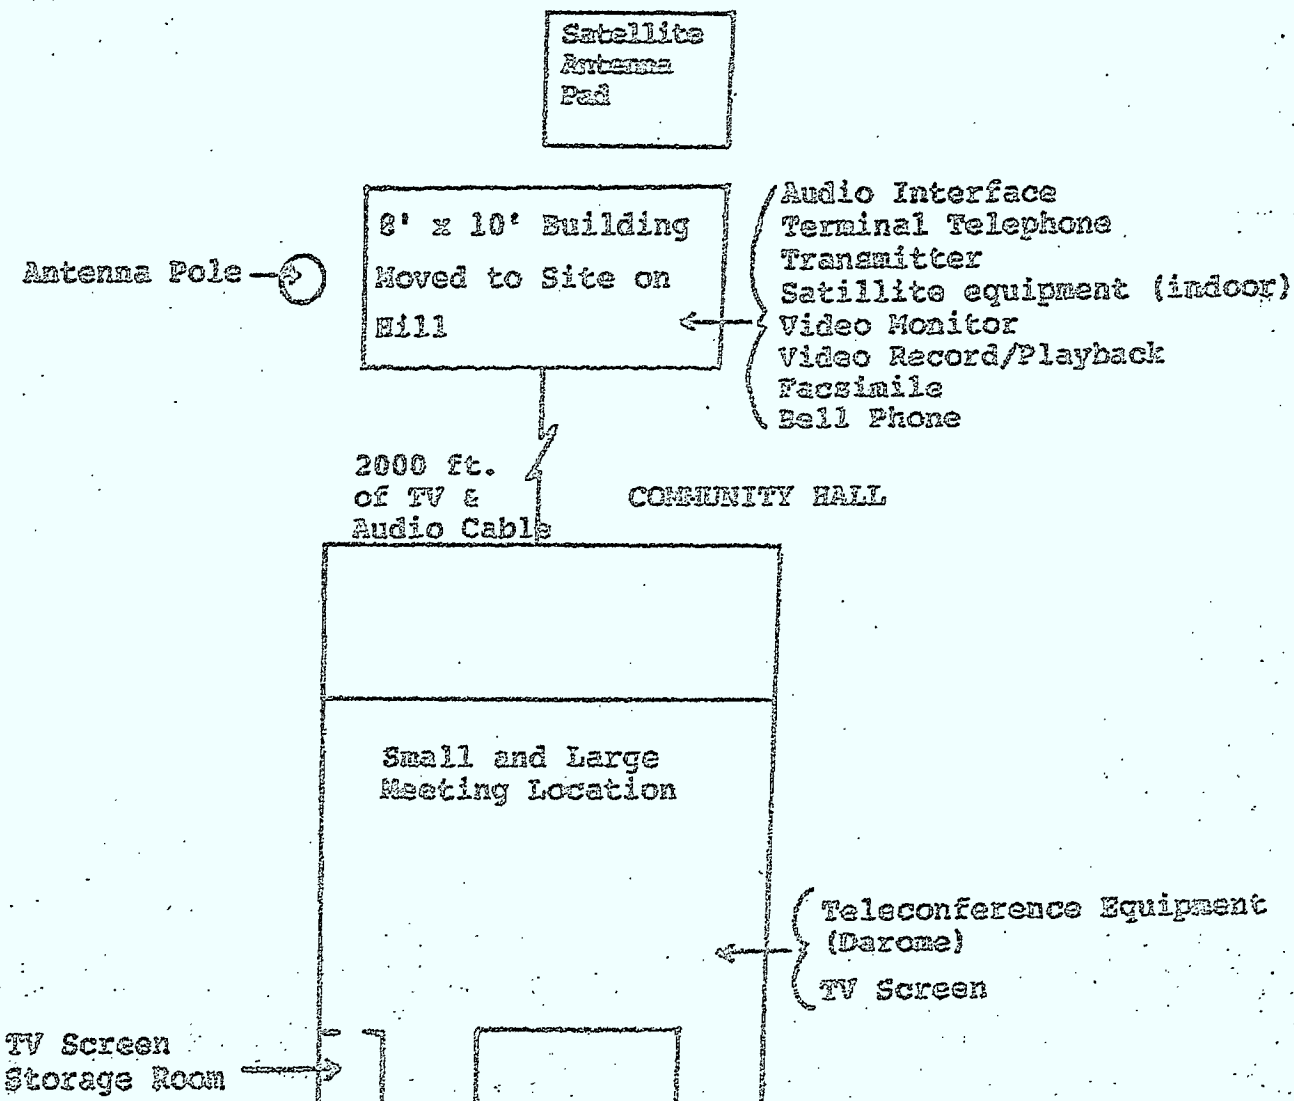 Satellite
Antenna
Pad
8' x 10' Building
Moved to Site on
Hill
Antenna Pole
Audio Interface
Terminal Telephone
Transmitter
Satillite equipment (indoor)
Video Monitor
Video Record/Playback
Facsimile
Bell Phone
2000 ft.
of TV &
Audio Cable
COMMUNITY HALL
Small and Large
Meeting Location
Teleconference Equipment
(Darome)
TV Screen
TV Screen
Storage Room